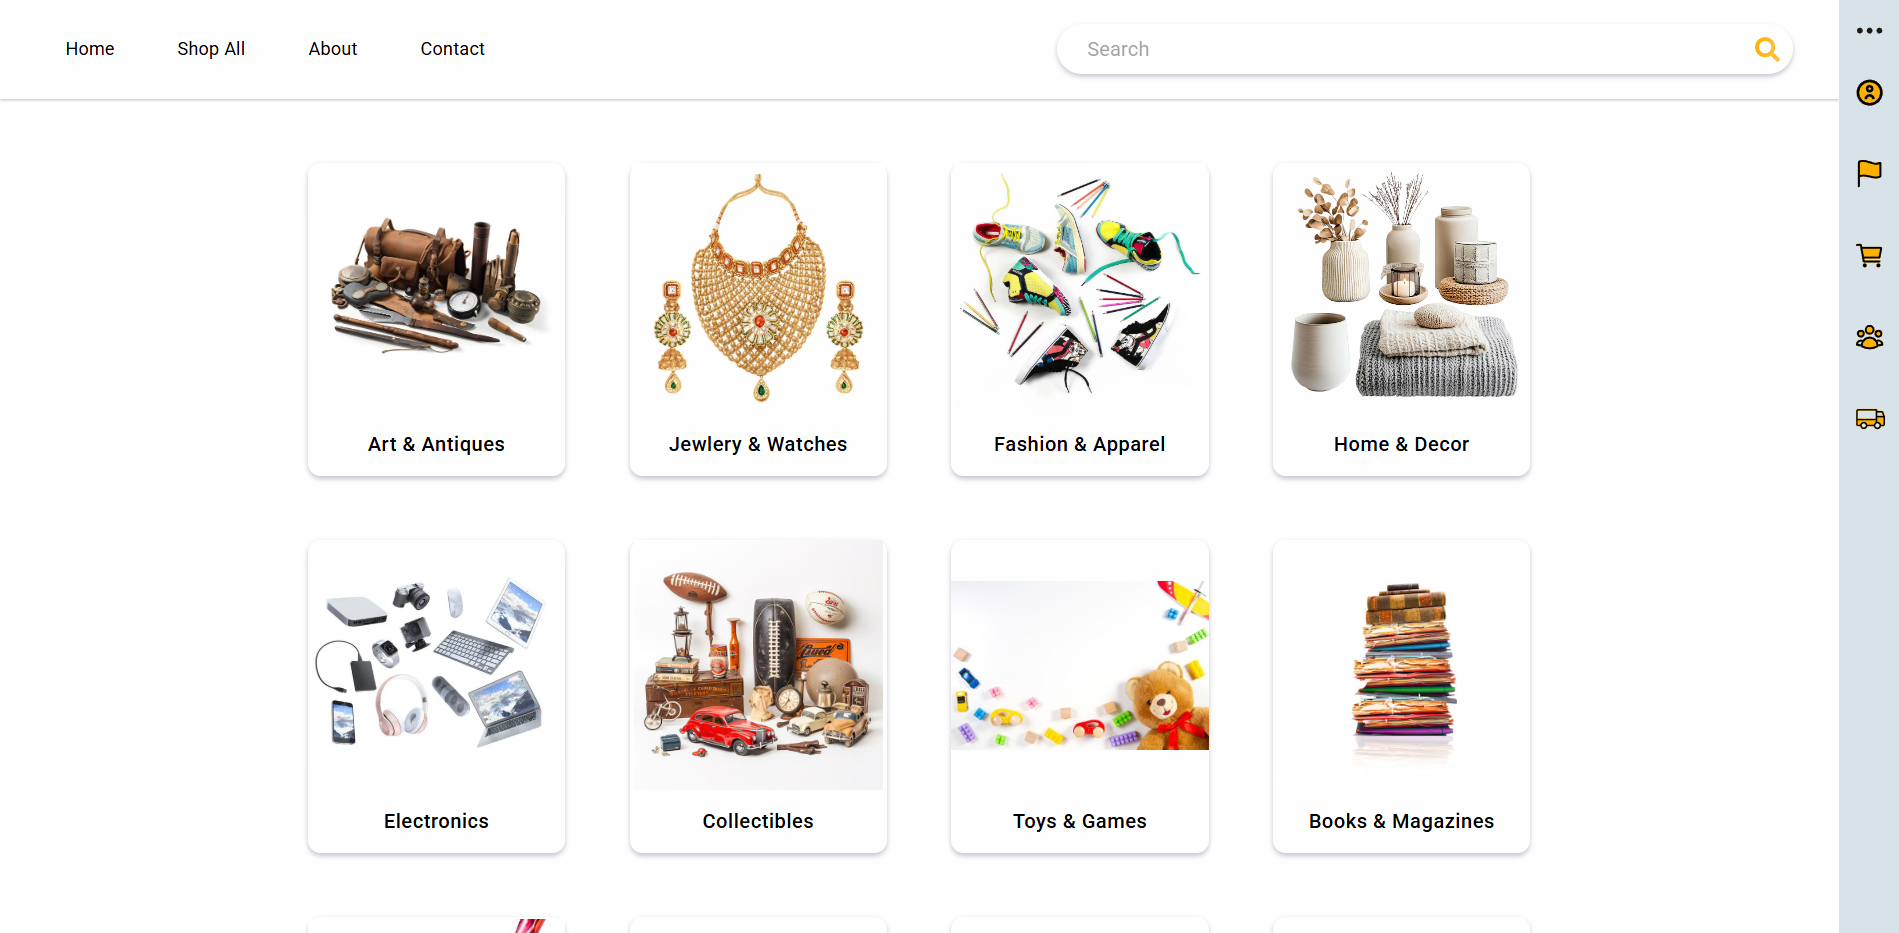 Home
Shop All
About
Contact
Search
Art & Antiques
Jewlery & Watches
Fashion & Apparel
Home & Decor
Electronics
Collectibles
Toys & Games
Books & Magazines